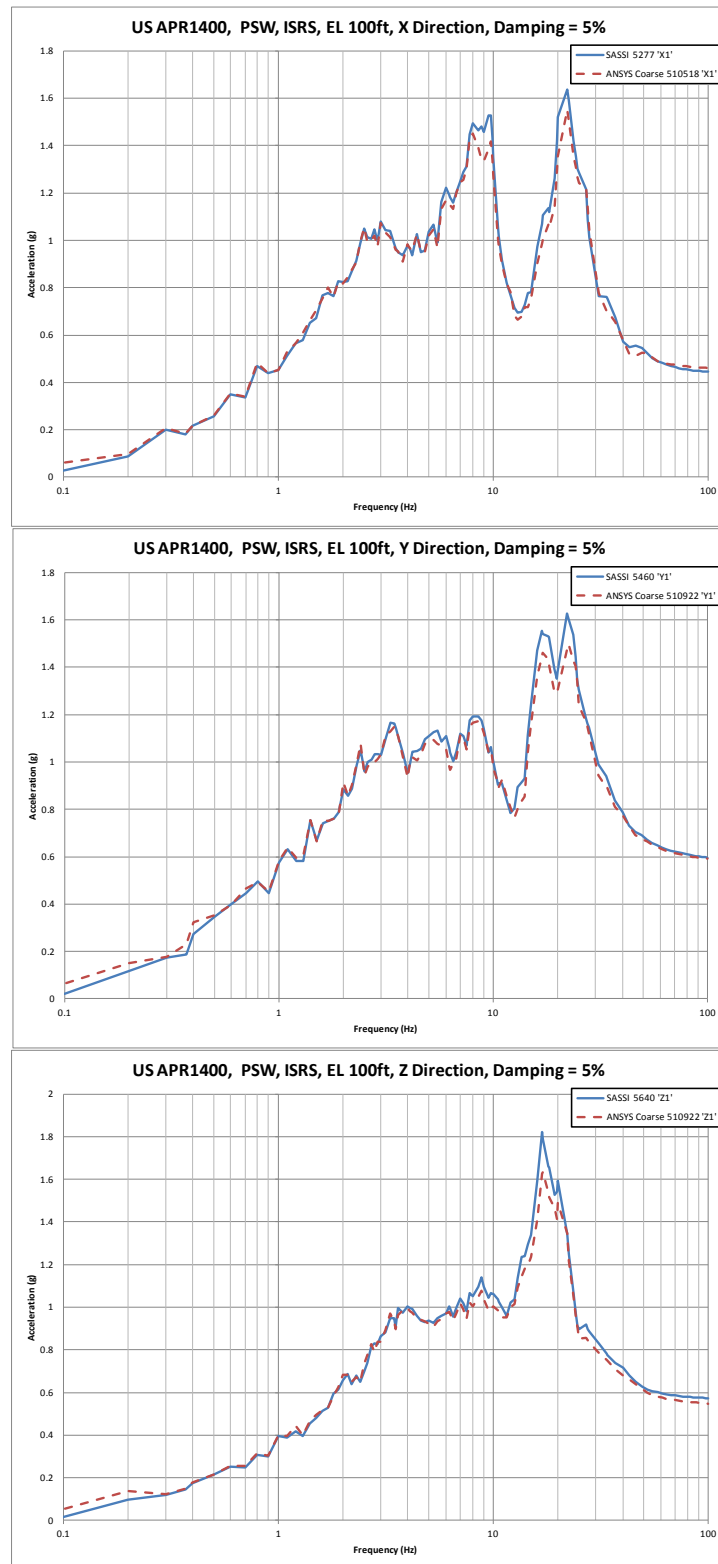 US APR1400, PSW, ISRS, EL 100ft, X Direction, Damping = 5%
SASSI 5277 'X1'
ANSYS Coarse 510518 'X1'
1.8
1.6
1.4
1.2
1
0.8
0.6
0.4
0.2
0
Acceleration (g)
0.1
1
10
100
Frequency (Hz)
US APR1400, PSW, ISRS, EL 100ft, Y Direction, Damping = 5%
SASSI 5460 'Y1'
ANSYS Coarse 510922 'Y1'
1.8
1.6
1.4
1.2
1
0.8
0.6
0.4
0.2
0
Acceleration (g)
0.1
1
10
100
Frequency (Hz)
US APR1400, PSW, ISRS, EL 100ft, Z Direction, Damping = 5%
SASSI 5640 'Z1'
ANSYS Coarse 510922 'Z1'
2
1.8
1.6
1.4
1.2
1
0.8
0.6
0.4
0.2
0
Acceleration (g)
0.1
1
10
100
Frequency (Hz)